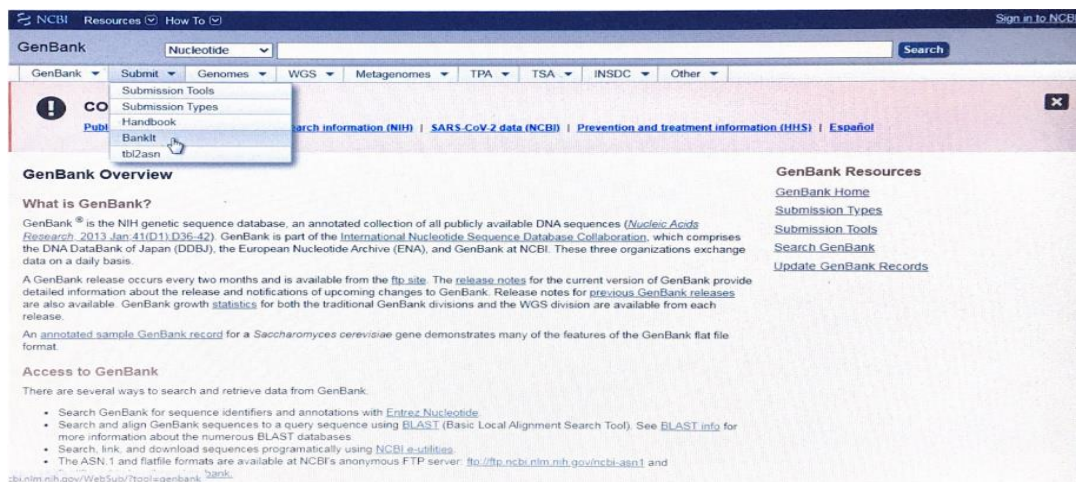 NCBI Resources How To Sign in to NCBI
GenBank Nucleotide Search
GenBank Submit Genomes WGS Metagenomes TPA TSA INSDC Other
Submission Tools
CO Submission Types
Handbook
Publ arch information (NIH) | SARS-CoV-2 data (NCBI) | Prevention and treatment information (HHS) | Español
BankIt
tbl2asn
GenBank Overview
What is GenBank?
GenBank ® is the NIH genetic sequence database, an annotated collection of all publicly available DNA sequences (Nucleic Acids
Research, 2013 Jan;41(D1):D36-42). GenBank is part of the International Nucleotide Sequence Database Collaboration, which comprises
the DNA DataBank of Japan (DDBJ), the European Nucleotide Archive (ENA), and GenBank at NCBI. These three organizations exchange
data on a daily basis.
A GenBank release occurs every two months and is available from the ftp site. The release notes for the current version of GenBank provide
detailed information about the release and notifications of upcoming changes to GenBank. Release notes for previous GenBank releases
are also available. GenBank growth statistics for both the traditional GenBank divisions and the WGS division are available from each
release.
An annotated sample GenBank record for a Saccharomyces cerevisiae gene demonstrates many of the features of the GenBank flat file
format.
Access to GenBank
There are several ways to search and retrieve data from GenBank.
• Search GenBank for sequence identifiers and annotations with Entrez Nucleotide.
• Search and align GenBank sequences to a query sequence using BLAST (Basic Local Alignment Search Tool). See BLAST info for
more information about the numerous BLAST databases.
• Search, link, and download sequences programatically using NCBI e-utilities.
• The ASN.1 and flatfile formats are available at NCBI's anonymous FTP server: ftp://ftp.ncbi.nlm.nih.gov/ncbi-asn1 and
bank.
cbi.nlm.nih.gov/WebSub/?tool=genbank
GenBank Resources
GenBank Home
Submission Types
Submission Tools
Search GenBank
Update GenBank Records